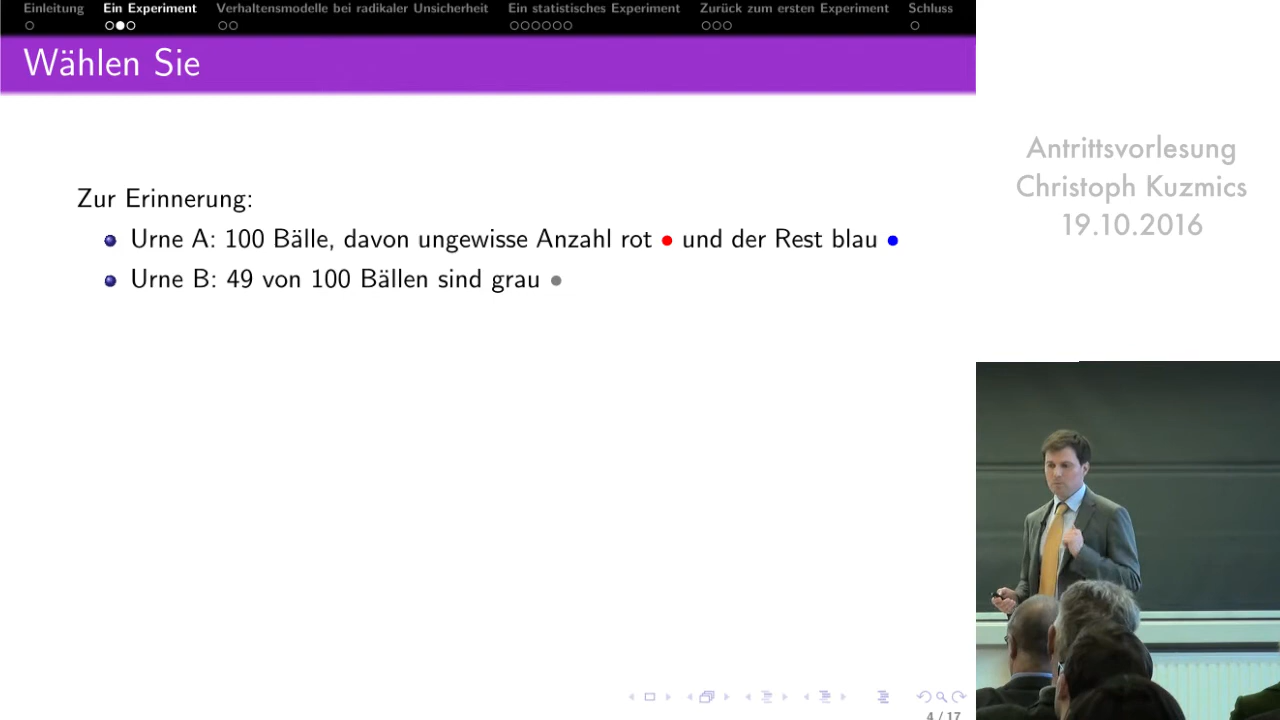 Einleitung Ein Experiment Verhaltensmodelle bei radikaler Unsicherheit Ein statistisches Experiment Zurück zum ersten Experiment Schluss
Wählen Sie
Zur Erinnerung:
Urne A: 100 Bälle, davon ungewisse Anzahl rot und der Rest blau
Urne B: 49 von 100 Bällen sind grau
4 / 17
Antrittsvorlesung
Christoph Kuzmics
19.10.2016